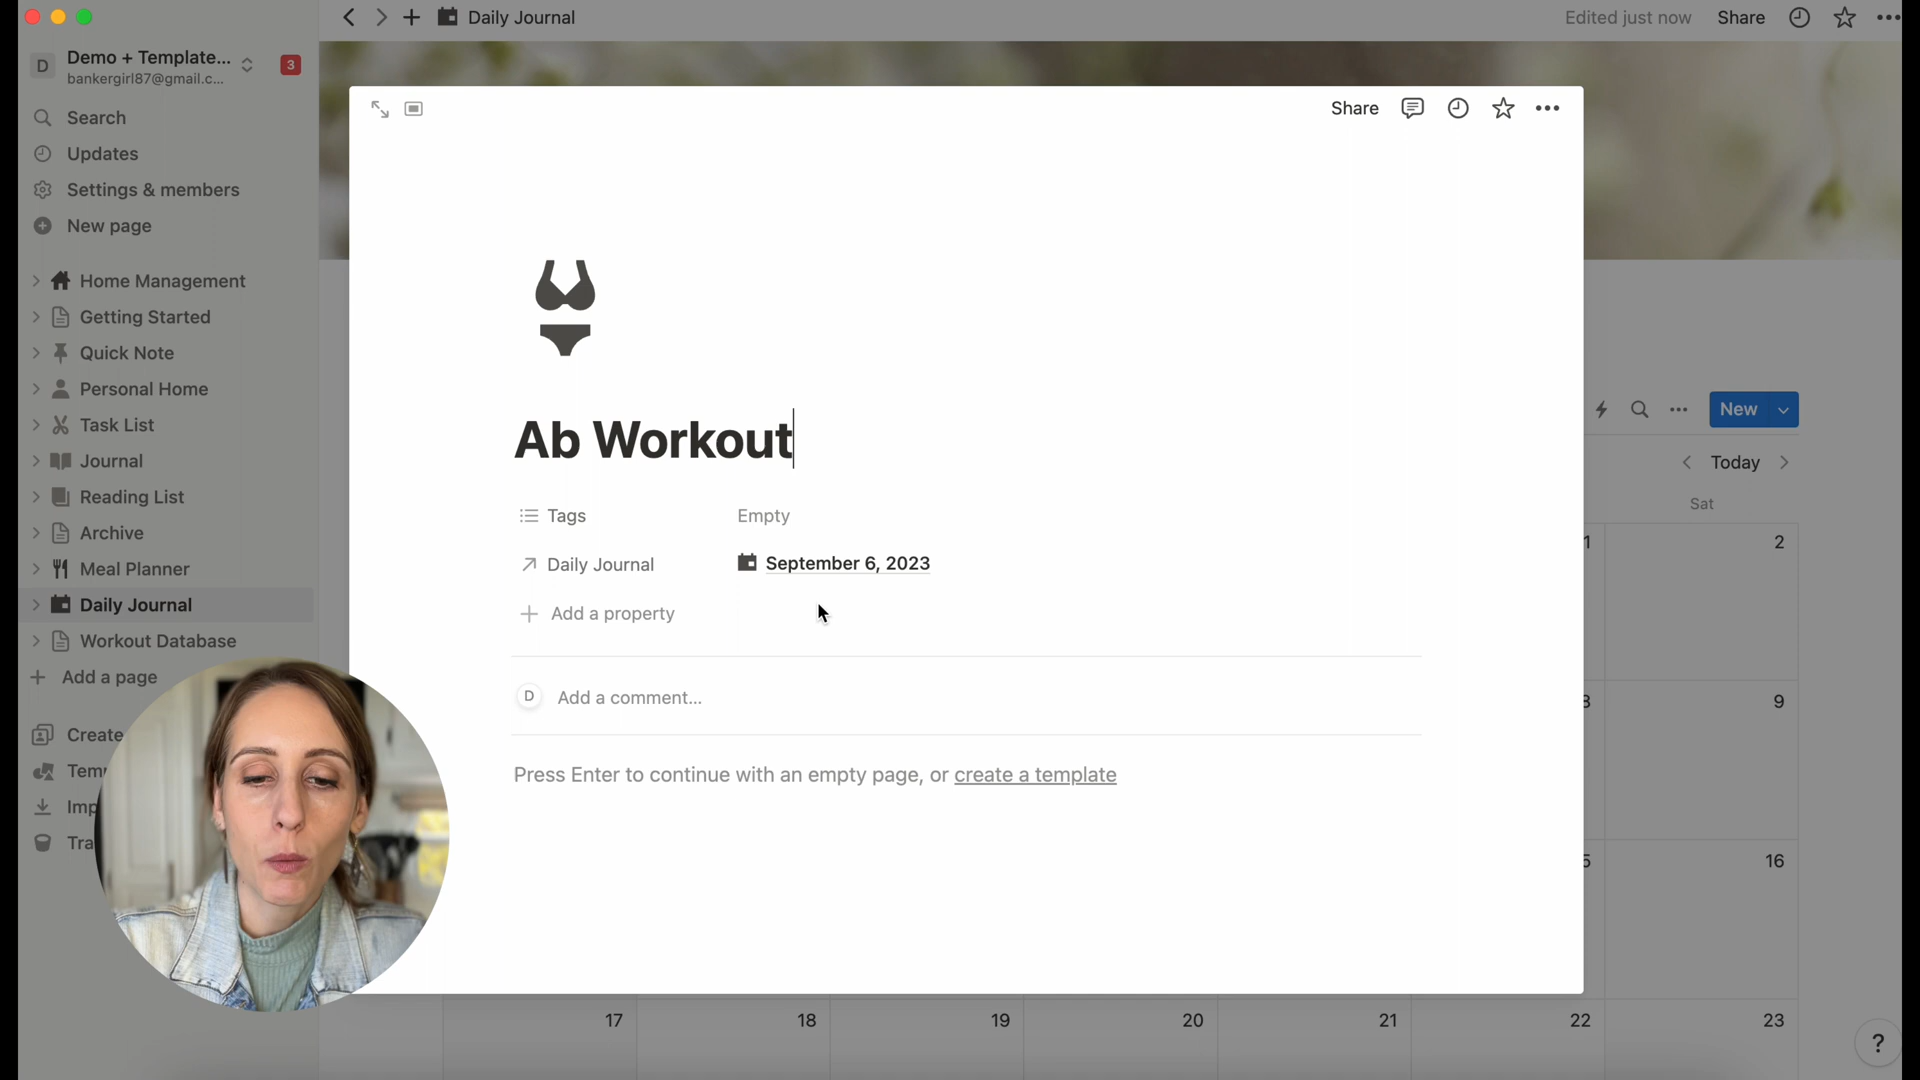 Daily Journal
Edited just now
Share
D
Demo + Template...
bankergirl87@gmail.c...
3
Search
Updates
Settings & members
New page
Home Management
Getting Started
Quick Note
Personal Home
Task List
Journal
Reading List
Archive
Meal Planner
Daily Journal
Workout Database
Add a page
Create
Tem
Imp
Tra
Share
Ab Workout
Tags
Empty
Daily Journal
September 6, 2023
Add a property
D
Add a comment...
Press Enter to continue with an empty page, or create a template
New
Today
Sat
1
2
9
16
17
18
19
20
21
22
23
?